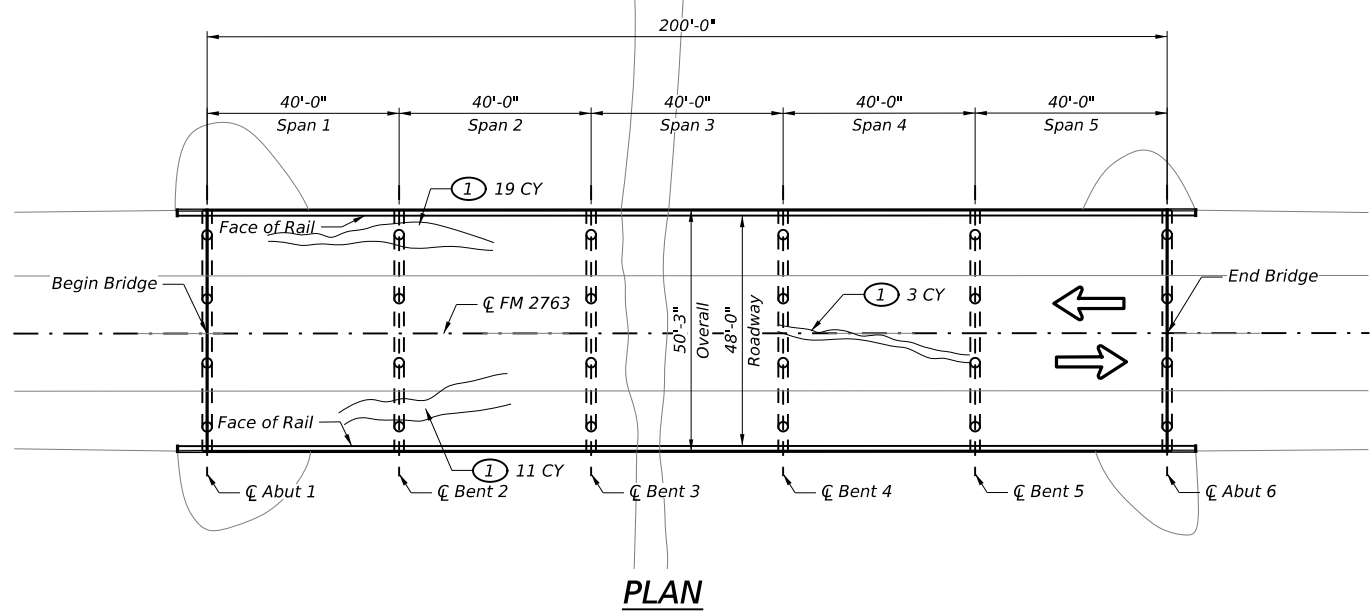 200'-0"
40'-0"
Span 1
40'-0"
Span 2
40'-0"
Span 3
40'-0"
Span 4
40'-0"
Span 5
1 19 CY
Face of Rail
Begin Bridge
℄ FM 2763
50'-3"
Overall
48'-0"
Roadway
1 3 CY
End Bridge
Face of Rail
1 11 CY
℄ Abut 1
℄ Bent 2
℄ Bent 3
℄ Bent 4
℄ Bent 5
℄ Abut 6
PLAN